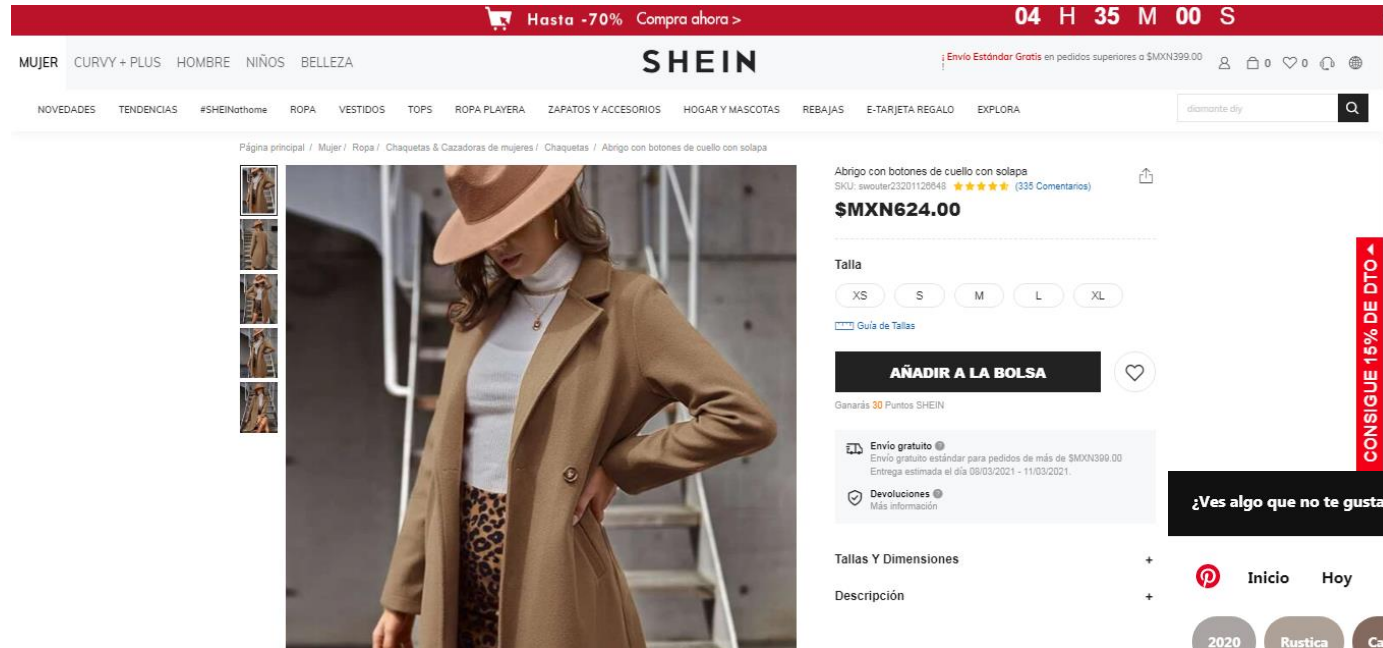 Hasta -70% Compra ahora >
04 H 35 M 00 S
MUJER CURVY + PLUS HOMBRE NIÑOS BELLEZA
SHEIN
¡Envío Estándar Gratis en pedidos superiores a $MXN399.00
!
0 0
NOVEDADES TENDENCIAS #SHEINathome ROPA VESTIDOS TOPS ROPA PLAYERA ZAPATOS Y ACCESORIOS HOGAR Y MASCOTAS REBAJAS E-TARJETA REGALO EXPLORA
diamante diy
Página principal / Mujer / Ropa / Chaquetas & Cazadoras de mujeres / Chaquetas / Abrigo con botones de cuello con solapa
Abrigo con botones de cuello con solapa
SKU: swouter23201126648 (335 Comentarios)
$MXN624.00
Talla
XS S M L XL
Guía de Tallas
AÑADIR A LA BOLSA
Ganarás 30 Puntos SHEIN
Envío gratuito
Envío gratuito estándar para pedidos de más de $MXN399.00
Entrega estimada el día 08/03/2021 - 11/03/2021.
Devoluciones
Más información
Tallas Y Dimensiones +
Descripción +
CONSIGUE 15% DE DTO
¿Ves algo que no te gusta
Inicio Hoy
2020 Rustica Ca